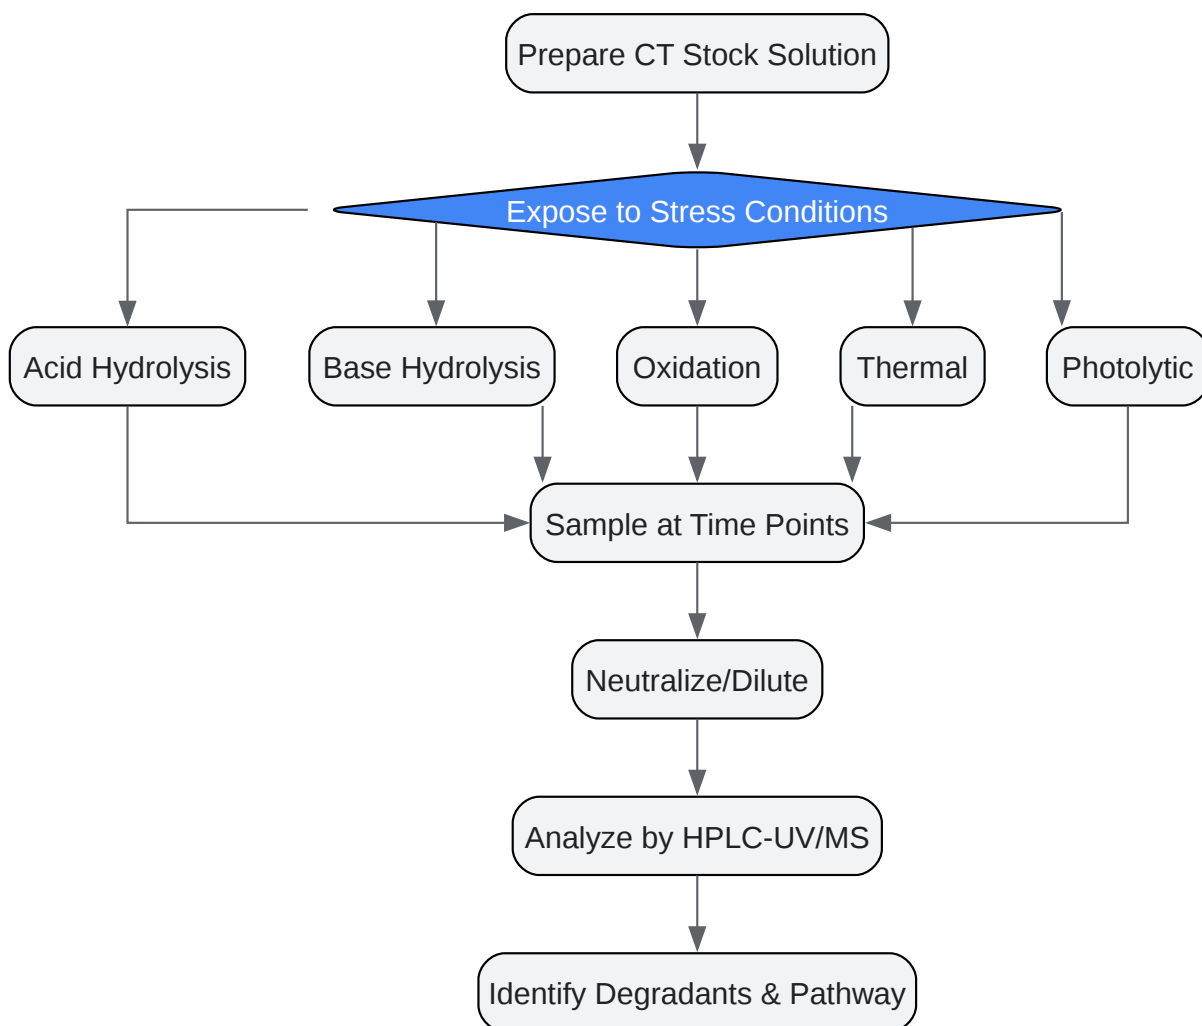 Prepare CT Stock Solution
Expose to Stress Conditions
Acid Hydrolysis
Base Hydrolysis
Oxidation
Thermal
Photolytic
Sample at Time Points
Neutralize/Dilute
Analyze by HPLC-UV/MS
Identify Degradants & Pathway